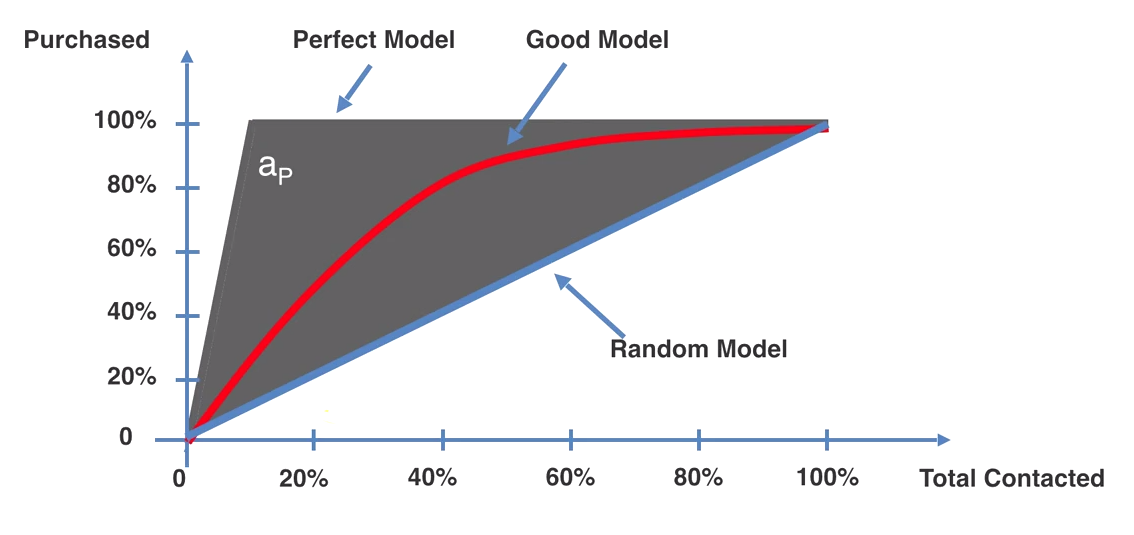 Purchased
Perfect Model
Good Model
100%
aP
80%
60%
40%
Random Model
20%
0
0
20%
40%
60%
80%
100%
Total Contacted